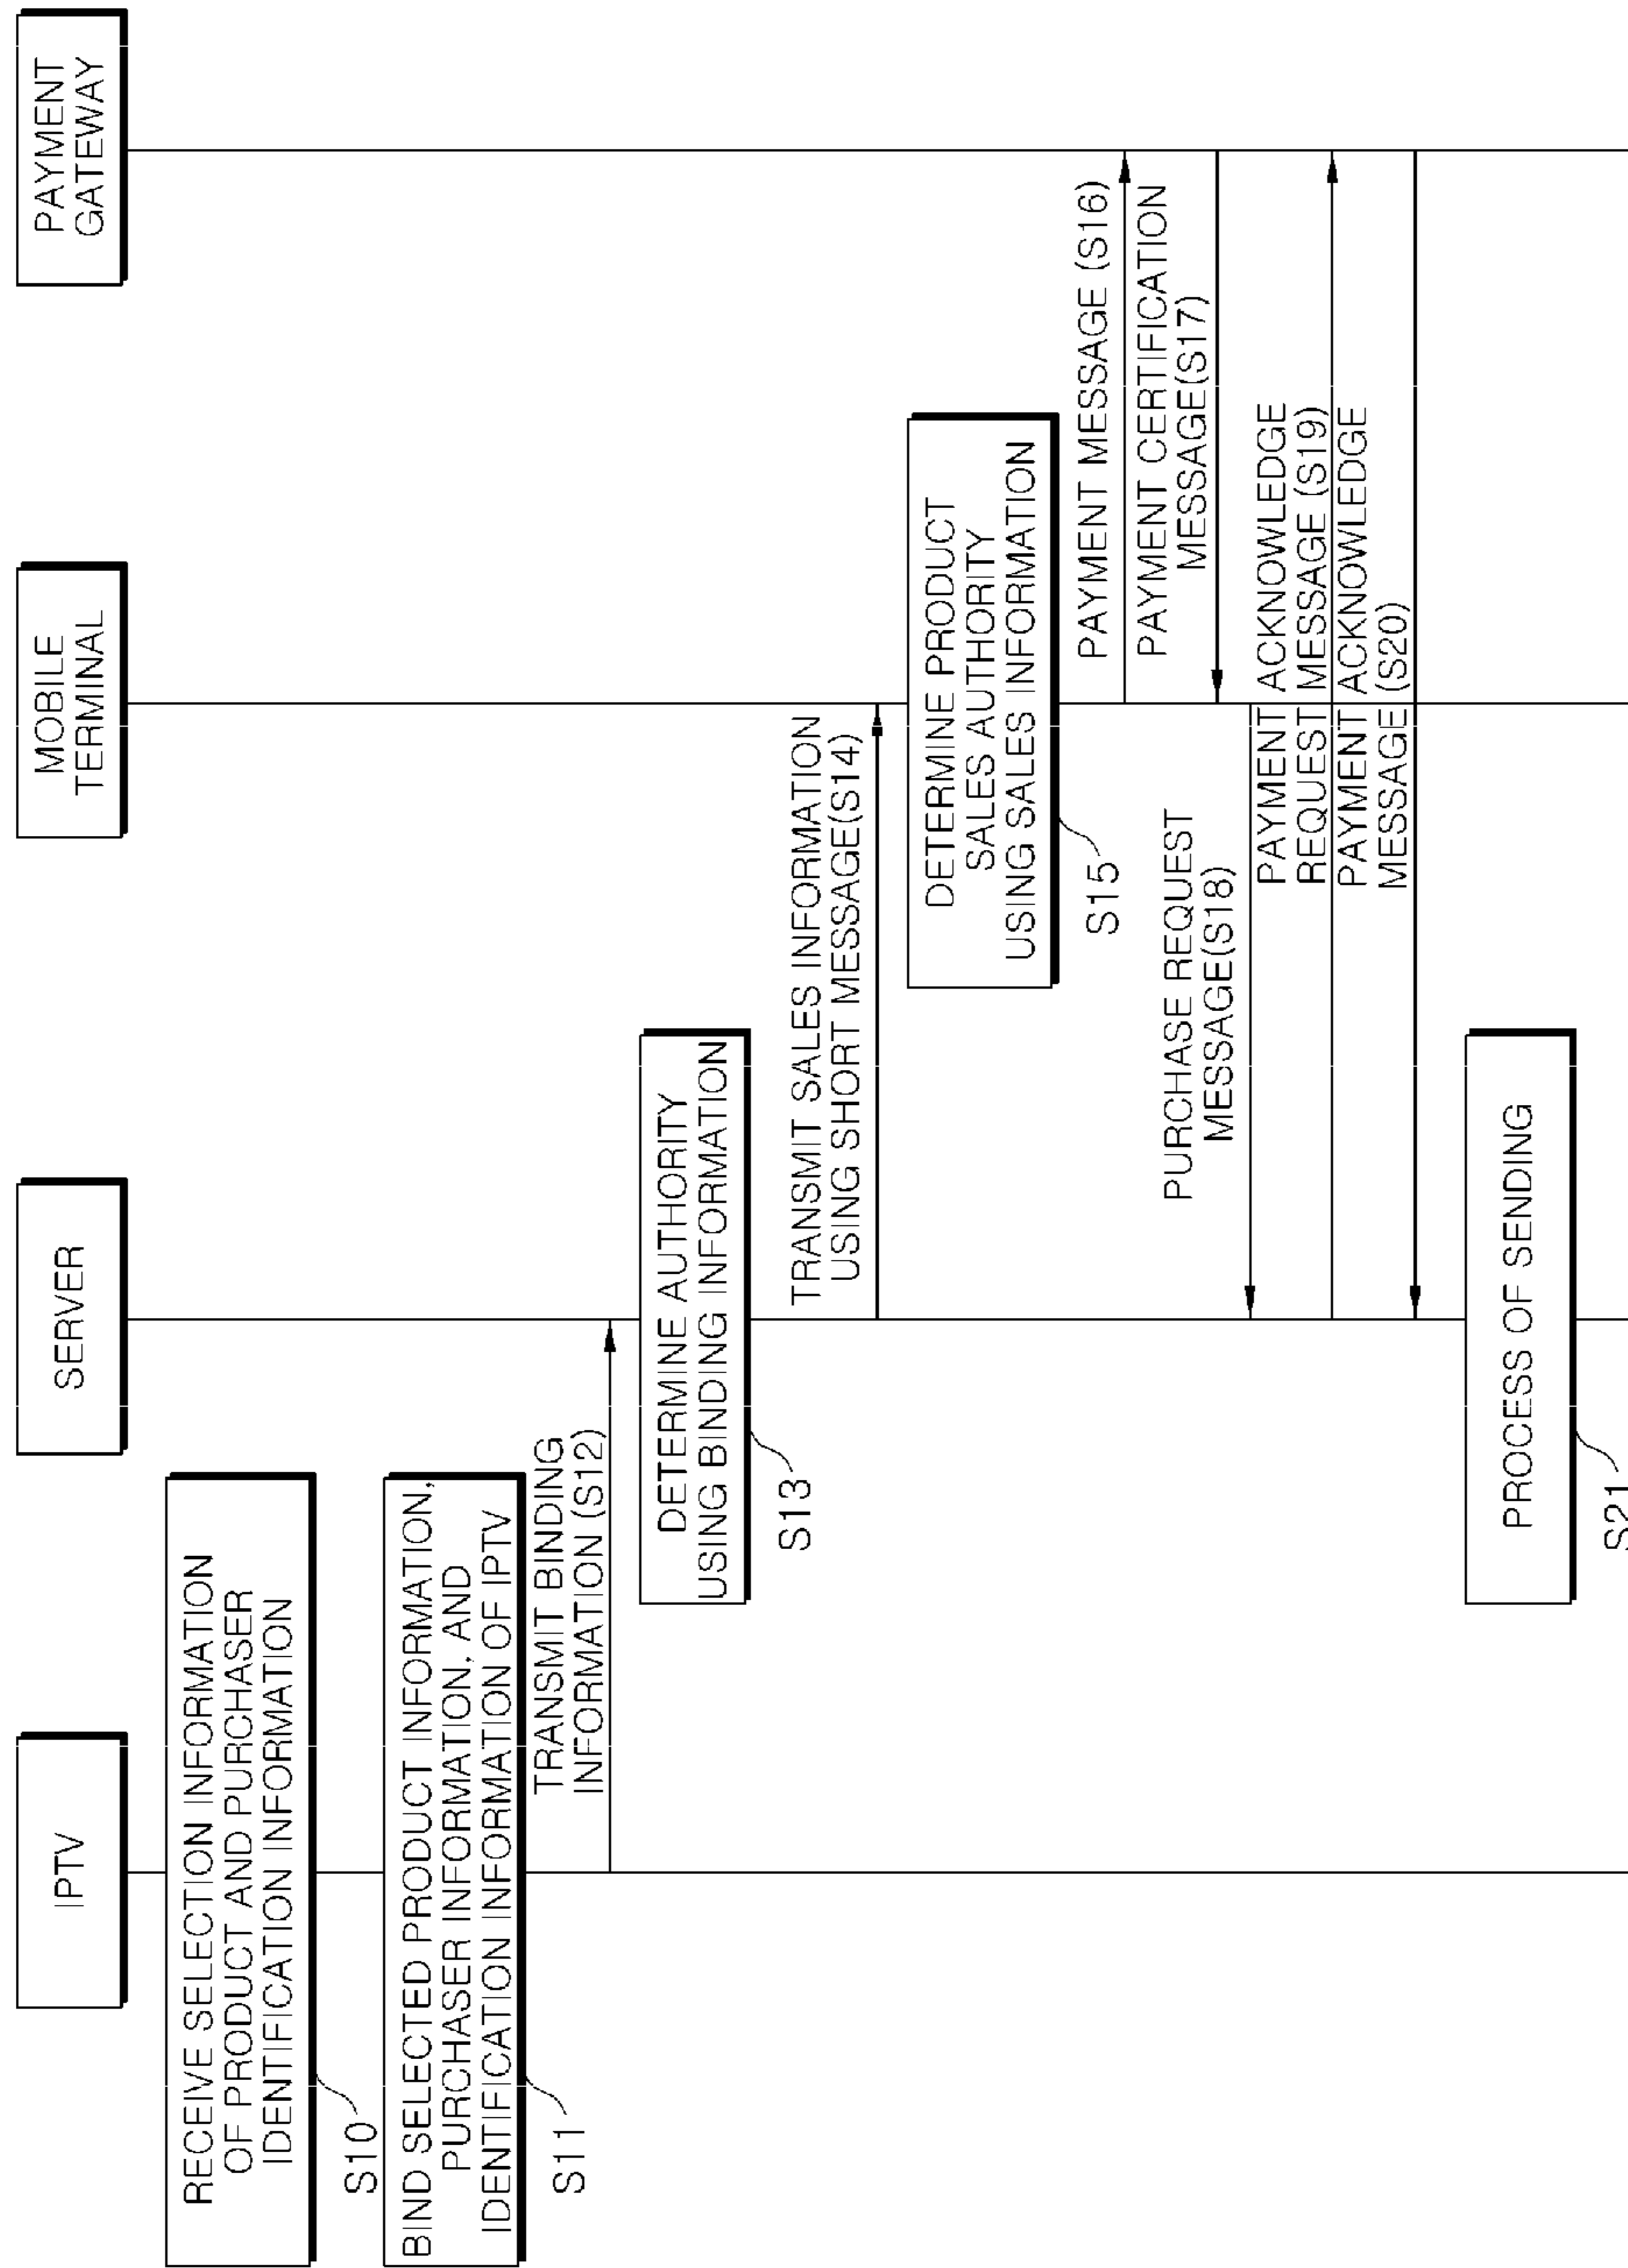 IPTV
SERVER
MOBILE
TERMINAL
PAYMENT
GATEWAY
RECEIVE SELECTION INFORMATION
OF PRODUCT AND PURCHASER
IDENTIFICATION INFORMATION
S10
BIND SELECTED PRODUCT INFORMATION,
PURCHASER INFORMATION, AND
IDENTIFICATION INFORMATION OF IPTV
S11
TRANSMIT BINDING
INFORMATION (S12)
DETERMINE AUTHORITY
USING BINDING INFORMATION
S13
TRANSMIT SALES INFORMATION
USING SHORT MESSAGE(S14)
DETERMINE PRODUCT
SALES AUTHORITY
USING SALES INFORMATION
S15
PAYMENT MESSAGE (S16)
PAYMENT CERTIFICATION
MESSAGE(S17)
PURCHASE REQUEST
MESSAGE(S18)
PAYMENT ACKNOWLEDGE
REQUEST MESSAGE (S19)
PAYMENT ACKNOWLEDGE
MESSAGE (S20)
PROCESS OF SENDING
S21